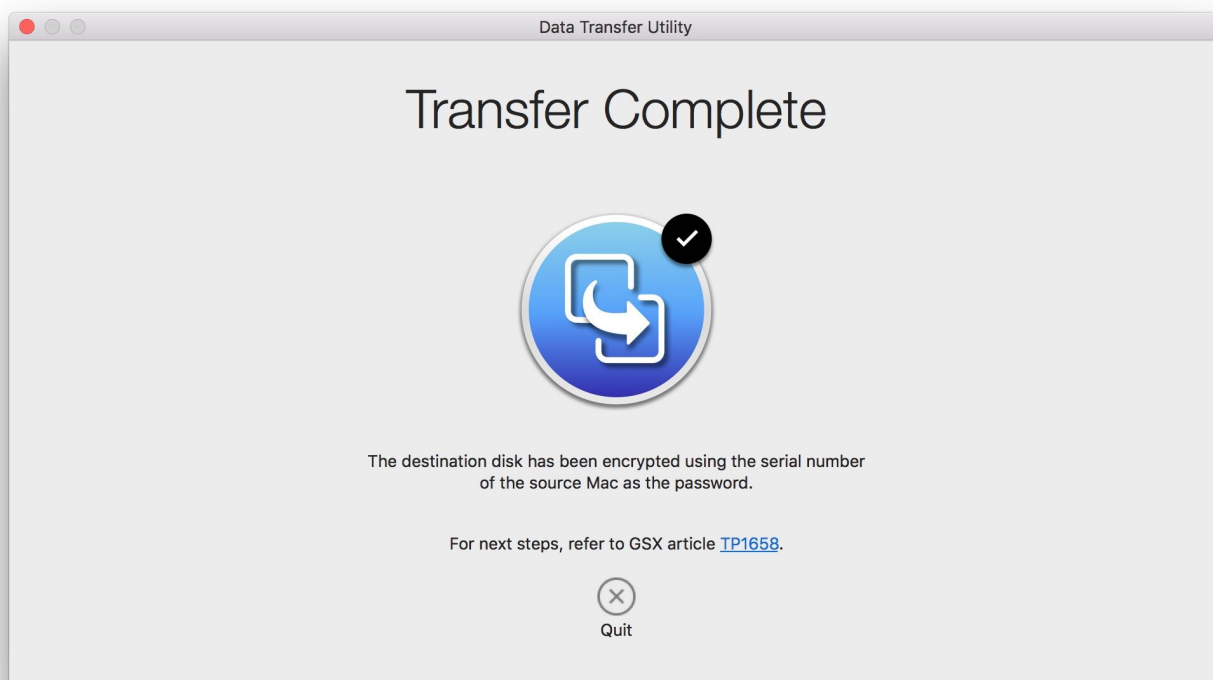 Data Transfer Utility
Transfer Complete
The destination disk has been encrypted using the serial number
of the source Mac as the password.
For next steps, refer to GSX article TP1658.
Quit